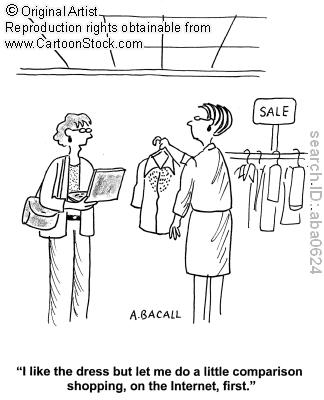 © Original Artist
Reproduction rights obtainable from
www.CartoonStock.com
SALE
search.ID: aba0624
A.BACALL
“I like the dress but let me do a little comparison
shopping, on the Internet, first.”